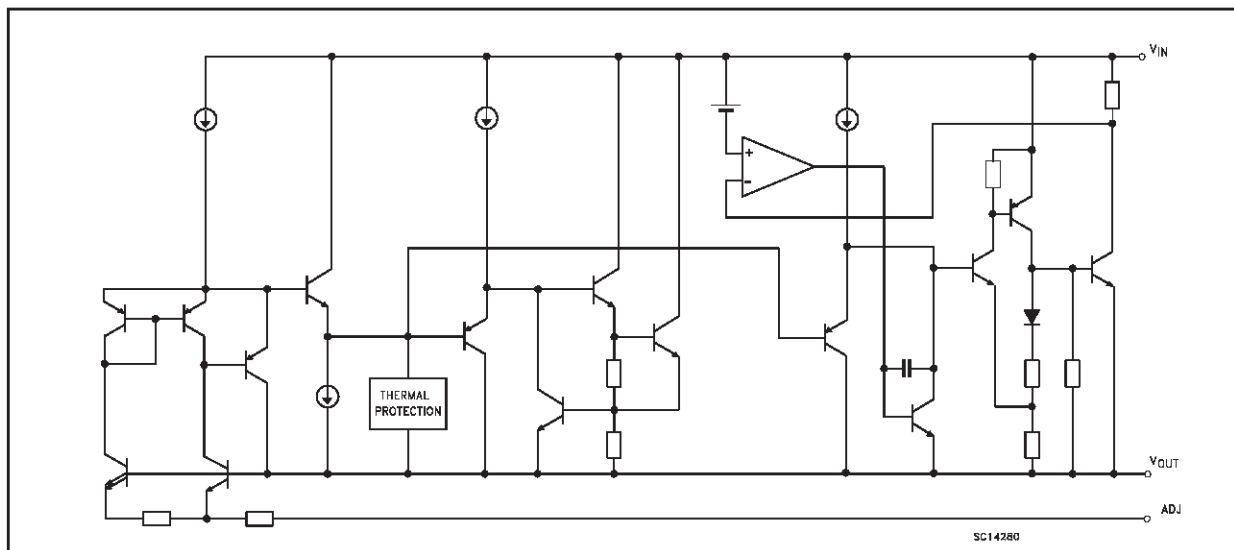 VIN
+
-
THERMAL
PROTECTION
VOUT
ADJ
SC14280